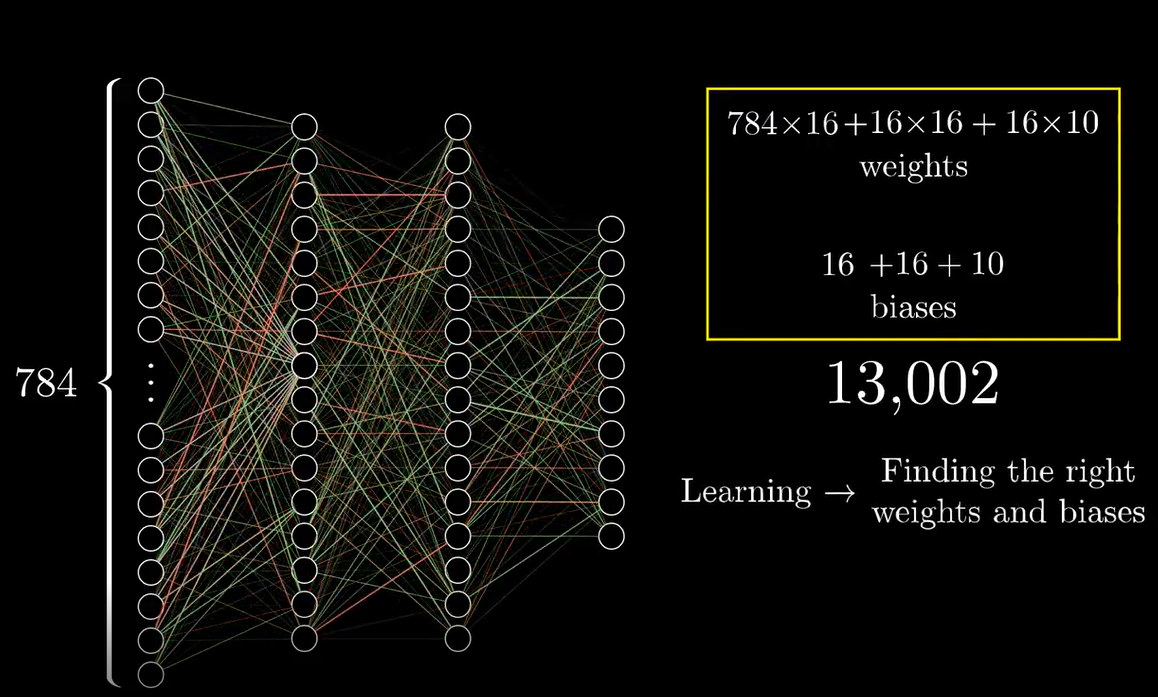 784
784×16+16×16 + 16×10
weights
16 +16 + 10
biases
13,002
Learning → Finding the right
weights and biases